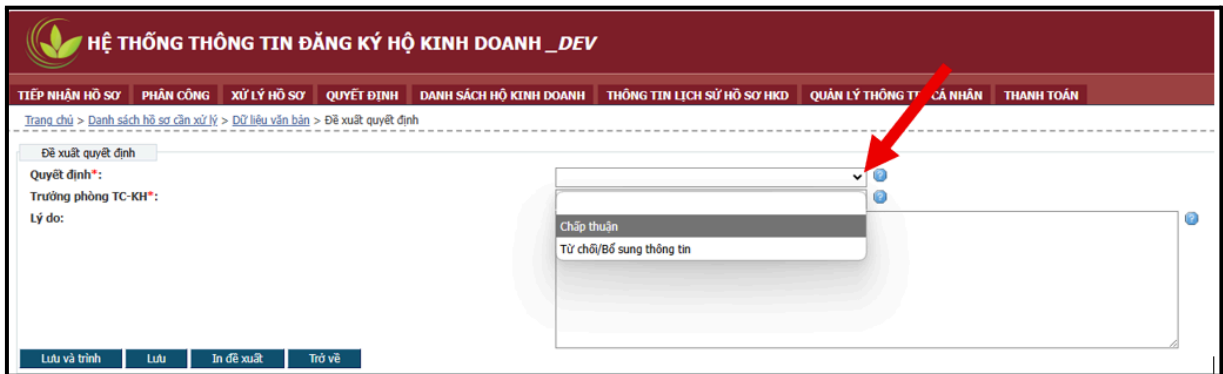 HỆ THỐNG THÔNG TIN ĐĂNG KÝ HỘ KINH DOANH _DEV
TIẾP NHẬN HỒ SƠ PHÂN CÔNG XỬ LÝ HỒ SƠ QUYẾT ĐỊNH DANH SÁCH HỘ KINH DOANH THÔNG TIN LỊCH SỬ HỒ SƠ HKD QUẢN LÝ THÔNG CÁ NHÂN THANH TOÁN
Trang chủ > Danh sách hồ sơ cần xử lý > Dữ liệu văn bản > Đề xuất quyết định
Đề xuất quyết định
Quyết định*:
Trưởng phòng TC-KH*:
Lý do:
Chấp thuận
Từ chối/Bổ sung thông tin
Lưu và trình Lưu In đề xuất Trở về